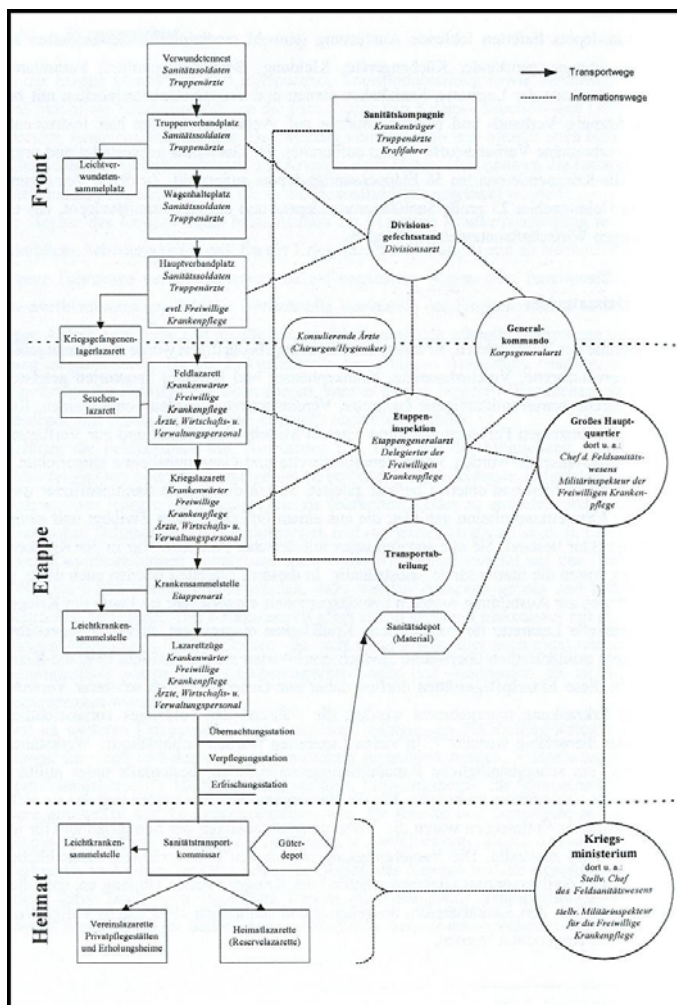 Front
Etappe
Heimat
Transportwege
Informationswege
Verwundetennest
Sanitätssoldaten
Truppenärzte
Truppenverbandplatz
Sanitätssoldaten
Truppenärzte
Leichtver-
wundeten-
sammelplatz
Wagenhalteplatz
Sanitätssoldaten
Truppenärzte
Hauptverbandplatz
Sanitätssoldaten
Truppenärzte
evtl. Freiwillige
Krankenpflege
Kriegsgefangenen-
lagerlazarett
Sanitätskompagnie
Krankenträger
Truppenärzte
Kraftfahrer
Divisions-
gefechtsstand
Divisionsarzt
General-
kommando
Korpsgeneralarzt
Konsulierende Ärzte
(Chirurgen/Hygieniker)
Feldlazarett
Krankenwärter
Freiwillige
Krankenpflege
Ärzte, Wirtschafts- u.
Verwaltungspersonal
Seuchen-
lazarett
Etappen-
inspektion
Etappengeneralarzt
Delegierter der
Freiwilligen
Krankenpflege
Großes Haupt-
quartier
dort u. a.:
Chef d. Feldsanitäts-
wesens
Militärinspekteur der
Freiwilligen Kranken-
pflege
Kriegslazarett
Krankenwärter
Freiwillige
Krankenpflege
Ärzte, Wirtschafts- u.
Verwaltungspersonal
Transportab-
teilung
Krankensammelstelle
Etappenarzt
Leichtkranken-
sammelstelle
Sanitätsdepot
(Material)
Lazarettzüge
Krankenwärter
Freiwillige
Krankenpflege
Ärzte, Wirtschafts- u.
Verwaltungspersonal
Übernachtungsstation
Verpflegungsstation
Erfrischungsstation
Leichtkranken-
sammelstelle
Sanitätstransport-
kommissar
Güter-
depot
Vereinslazarette
Privatpflegestätten
und Erholungsheime
Heimatlazarette
(Reservelazarette)
Kriegs-
ministerium
dort u. a.:
Stellv. Chef
des Feldsanitätswesens
stellv. Militärinspekteur
für die Freiwillige
Krankenpflege